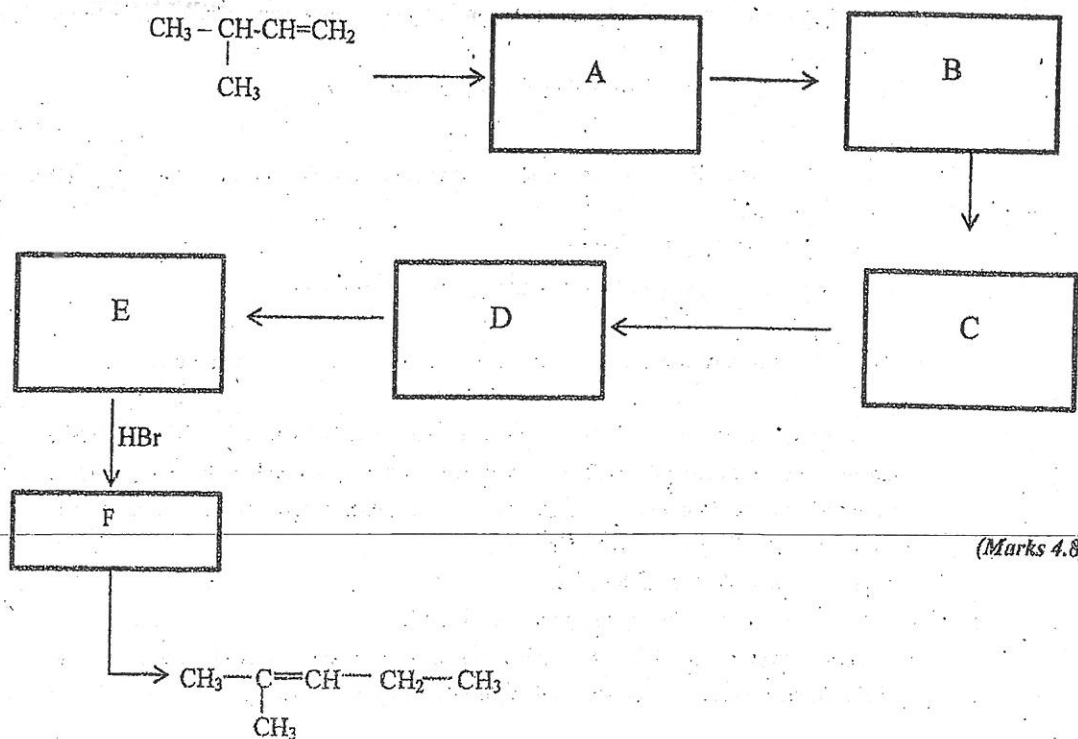 CH₃ – CH-CH=CH₂
CH₃
A
B
E
D
C
HBr
F
(Marks 4.8
CH₃—C=CH—CH₂—CH₃
CH₃